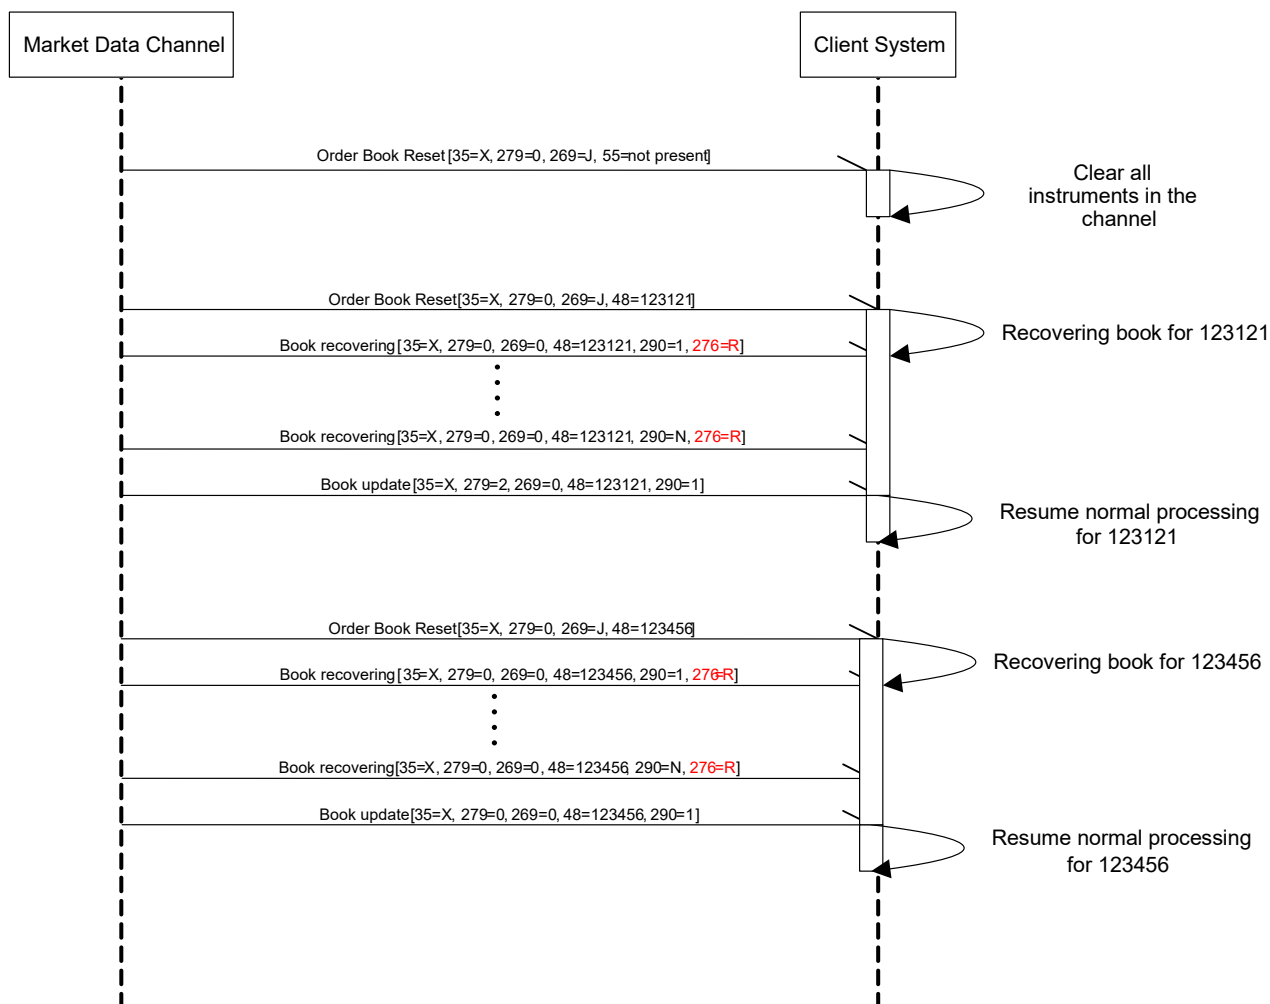 Market Data Channel
Client System
Order Book Reset[35=X, 279=0, 269=J, 55=not present]
Clear all
instruments in the
channel
Order Book Reset[35=X, 279=0, 269=J, 48=123121]
Recovering book for 123121
Book recovering[35=X, 279=0, 269=0, 48=123121, 290=1, 276=R]
Book recovering[35=X, 279=0, 269=0, 48=123121, 290=N, 276=R]
Book update[35=X, 279=2, 269=0, 48=123121, 290=1]
Resume normal processing
for 123121
Order Book Reset[35=X, 279=0, 269=J, 48=123456]
Recovering book for 123456
Book recovering[35=X, 279=0, 269=0, 48=123456, 290=1, 276=R]
Book recovering[35=X, 279=0, 269=0, 48=123456, 290=N, 276=R]
Book update[35=X, 279=0, 269=0, 48=123456, 290=1]
Resume normal processing
for 123456